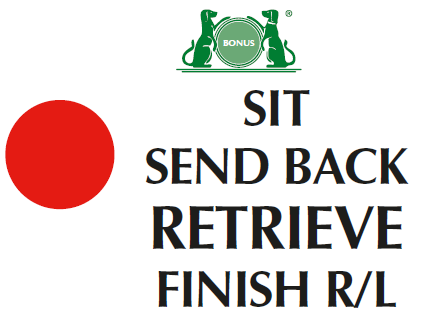 BONUS ®
SIT
SEND BACK
RETRIEVE
FINISH R/L